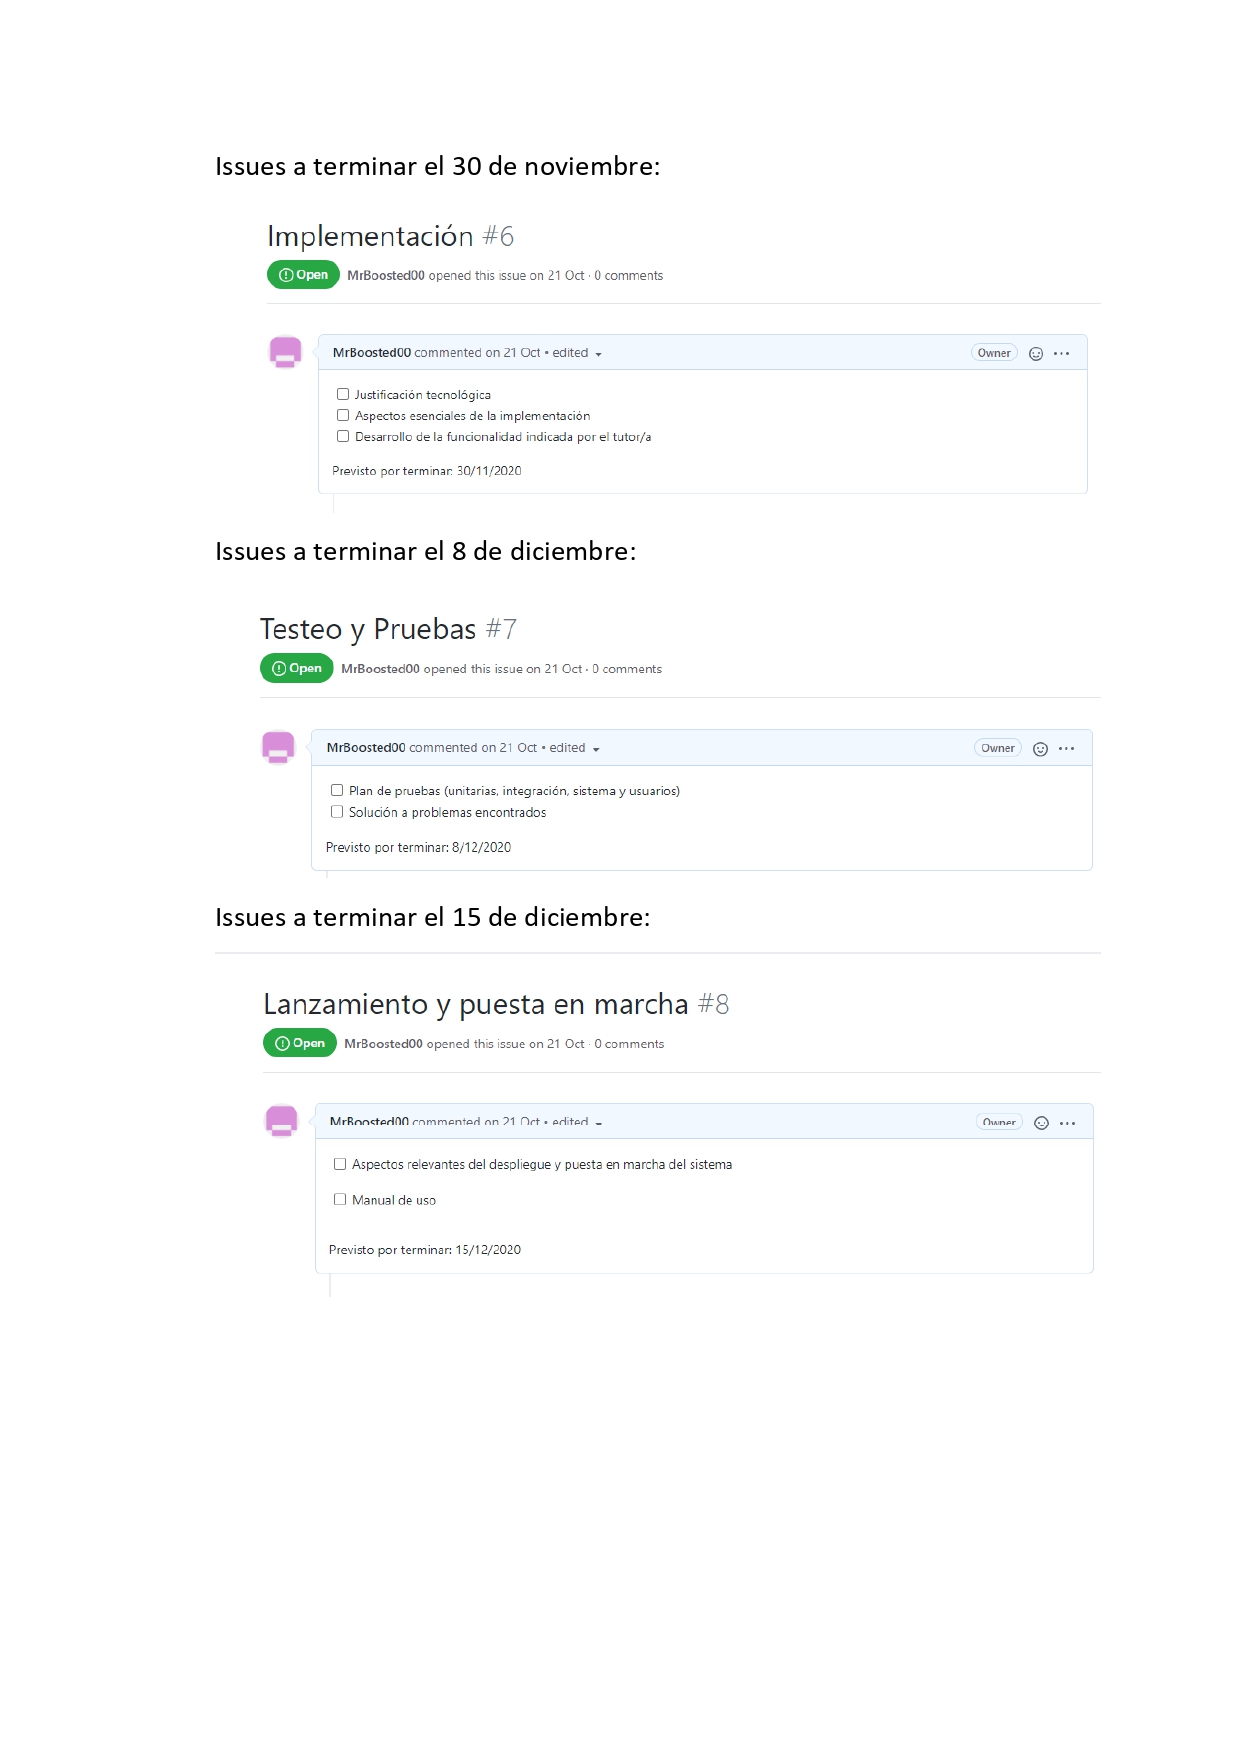 Issues a terminar el 30 de noviembre:
Implementación #6
Open MrBoosted00 opened this issue on 21 Oct · 0 comments
MrBoosted00 commented on 21 Oct • edited Owner
Justificación tecnológica
Aspectos esenciales de la implementación
Desarrollo de la funcionalidad indicada por el tutor/a
Previsto por terminar: 30/11/2020
Issues a terminar el 8 de diciembre:
Testeo y Pruebas #7
Open MrBoosted00 opened this issue on 21 Oct · 0 comments
MrBoosted00 commented on 21 Oct • edited Owner
Plan de pruebas (unitarias, integración, sistema y usuarios)
Solución a problemas encontrados
Previsto por terminar: 8/12/2020
Issues a terminar el 15 de diciembre:
Lanzamiento y puesta en marcha #8
Open MrBoosted00 opened this issue on 21 Oct · 0 comments
MrBoosted00 commented on 21 Oct • edited Owner
Aspectos relevantes del despliegue y puesta en marcha del sistema
Manual de uso
Previsto por terminar: 15/12/2020